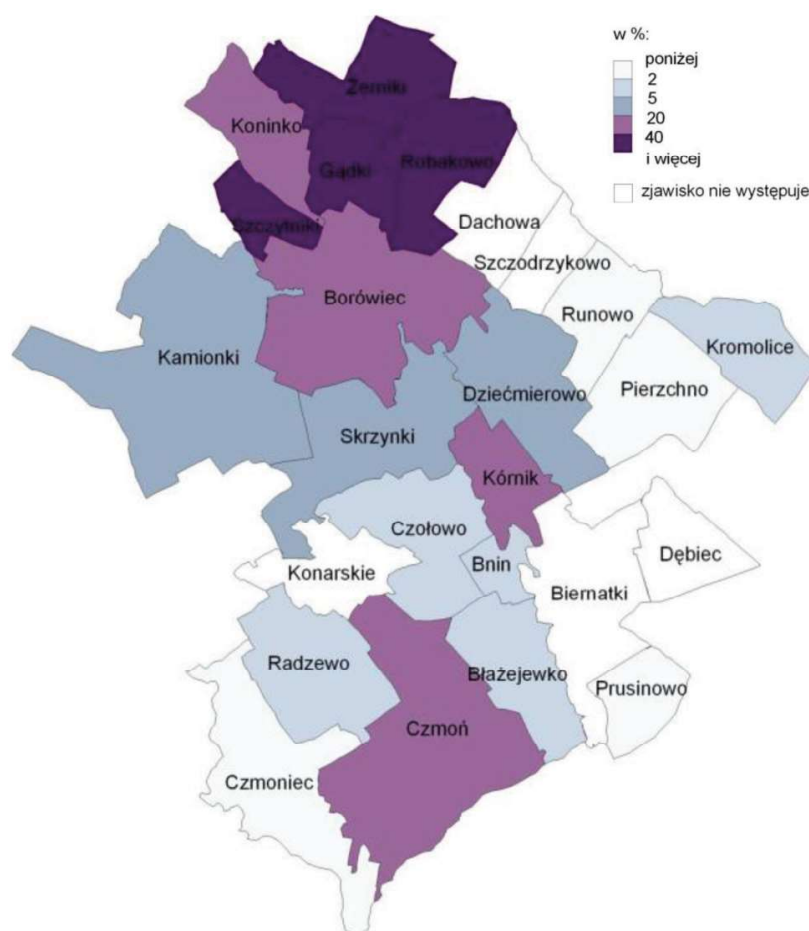 w %:
poniżej
2
5
20
40
i więcej
zjawisko nie występuje
Żerniki
Koninko
Gądki
Robakowo
Szczytniki
Dachowa
Szczodrzykowo
Borówiec
Runowo
Kromolice
Kamionki
Dziećmierowo
Pierzchno
Skrzynki
Kórnik
Czołowo
Bnin
Dębiec
Konarskie
Biernatki
Radzewo
Błażejewko
Prusinowo
Czmoń
Czmoniec